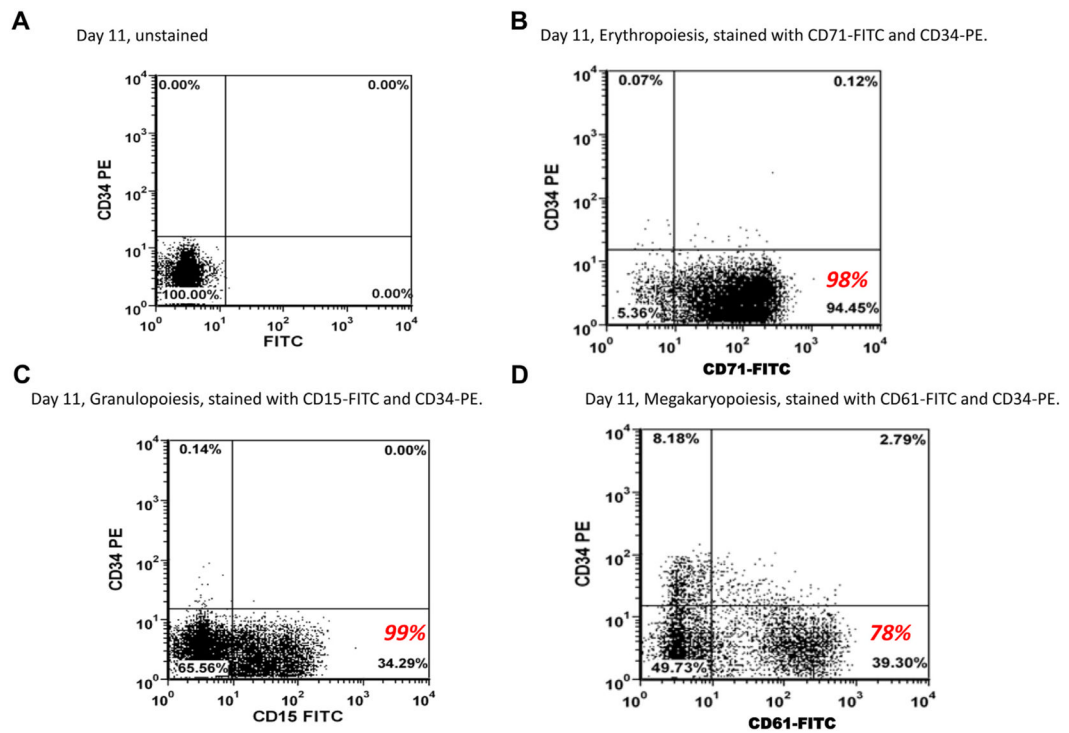 A
Day 11, unstained
10⁴
0.00%
0.00%
10³
CD34 PE
10²
10¹
100.00%
0.00%
10⁰
10⁰ 10¹ 10² 10³ 10⁴
FITC
B
Day 11, Erythropoiesis, stained with CD71-FITC and CD34-PE.
10⁴
0.07%
0.12%
10³
CD34 PE
10²
10¹
98%
5.36%
94.45%
10⁰
10⁰ 10¹ 10² 10³ 10⁴
CD71-FITC
C
Day 11, Granulopoiesis, stained with CD15-FITC and CD34-PE.
10⁴
0.14%
0.00%
10³
CD34 PE
10²
10¹
99%
65.56%
34.29%
10⁰
10⁰ 10¹ 10² 10³ 10⁴
CD15 FITC
D
Day 11, Megakaryopoiesis, stained with CD61-FITC and CD34-PE.
10⁴
8.18%
2.79%
10³
CD34 PE
10²
10¹
78%
49.73%
39.30%
10⁰
10⁰ 10¹ 10² 10³ 10⁴
CD61-FITC